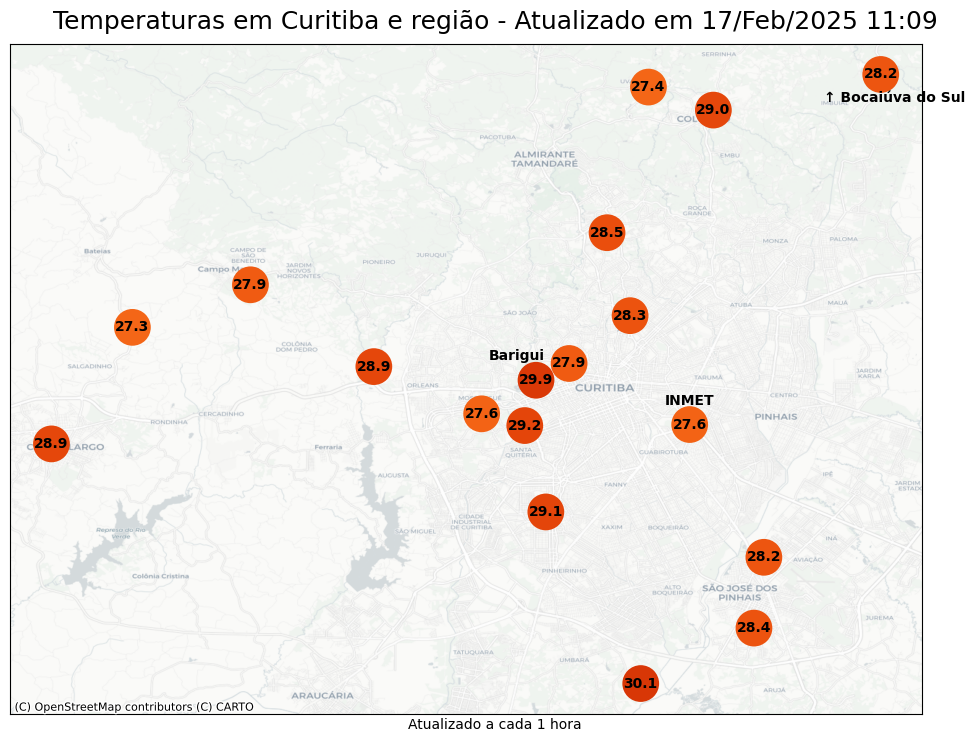 Temperaturas em Curitiba e região - Atualizado em 17/Feb/2025 11:09
SERRINHA
28.2
27.4
↑ Bocaiúva do Sul
29.0
PACOTUBA
ALMIRANTE
TAMANDARÉ
EMBU
ROÇA
GRANDE
28.5
MONZA
PALOMA
Bateias
CAMPO DE
SÃO
BENEDITO
JURUQUI
PIONEIRO
JARDIM
NOVOS
HORIZONTES
27.9
MAUÁ
ATUBA
SÃO JOÃO
28.3
27.3
COLÔNIA
DOM PEDRO
Barigui
27.9
SALGADINHO
28.9
JARDIM
KARLA
29.9
TARUMÃ
ORLEANS
CURITIBA
CENTRO
INMET
CERCADINHO
27.6
PINHAIS
RONDINHA
29.2
27.6
28.9
LARGO
Ferraria
SANTA
QUITÉRIA
GUABIROTUBA
AUGUSTA
IPÊ
FANNY
JARDIM
ESTADE
29.1
CIDADE
INDUSTRIAL
DE CURITIBA
XAXIM
BOQUEIRÃO
SÃO MIGUEL
Represa do Rio
Verde
INÁ
28.2
AVIAÇÃO
PINHEIRINHO
Colônia Cristina
ALTO
BOQUEIRÃO
SÃO JOSÉ DOS
PINHAIS
JUREMA
28.4
TATUQUARA
UMBARÁ
30.1
ARUJÁ
ARAUCÁRIA
(C) OpenStreetMap contributors (C) CARTO
Atualizado a cada 1 hora